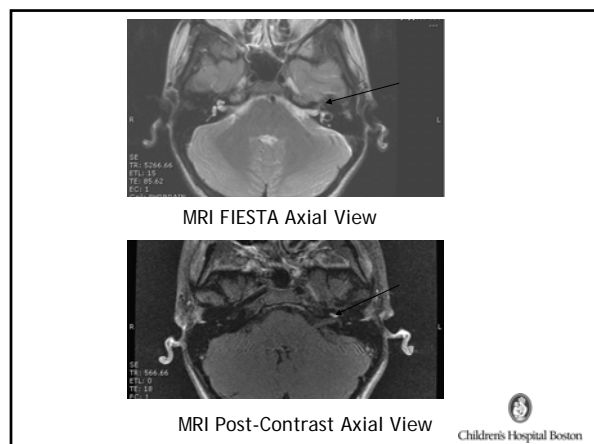 R
L
SE
TR: 5266.66
ETL: 15
TE: 85.62
EC: 1
MRI FIESTA Axial View
R
L
SE
TR: 566.66
ETL: 0
TE: 18
EC: 1
MRI Post-Contrast Axial View
Children's Hospital Boston